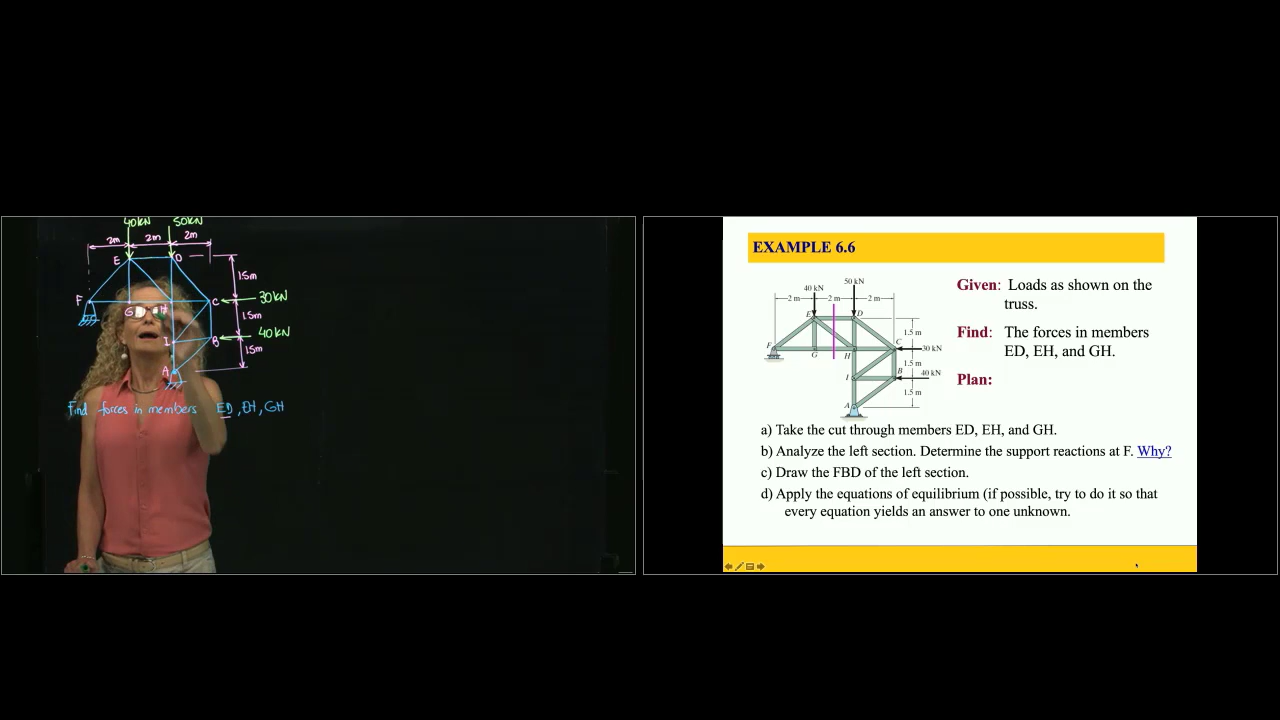 40kN 50kN
2m 2m 2m
E D
1.5m
F C 30kN
G H
1.5m
I B 40kN
1.5m
A
Find forces in members ED, EH, GH
EXAMPLE 6.6
50 kN
40 kN
2 m 2 m 2 m
E D
1.5 m
F C 30 kN
G H
1.5 m
I B 40 kN
1.5 m
A
Given: Loads as shown on the
truss.
Find: The forces in members
ED, EH, and GH.
Plan:
a) Take the cut through members ED, EH, and GH.
b) Analyze the left section. Determine the support reactions at F. Why?
c) Draw the FBD of the left section.
d) Apply the equations of equilibrium (if possible, try to do it so that
every equation yields an answer to one unknown.